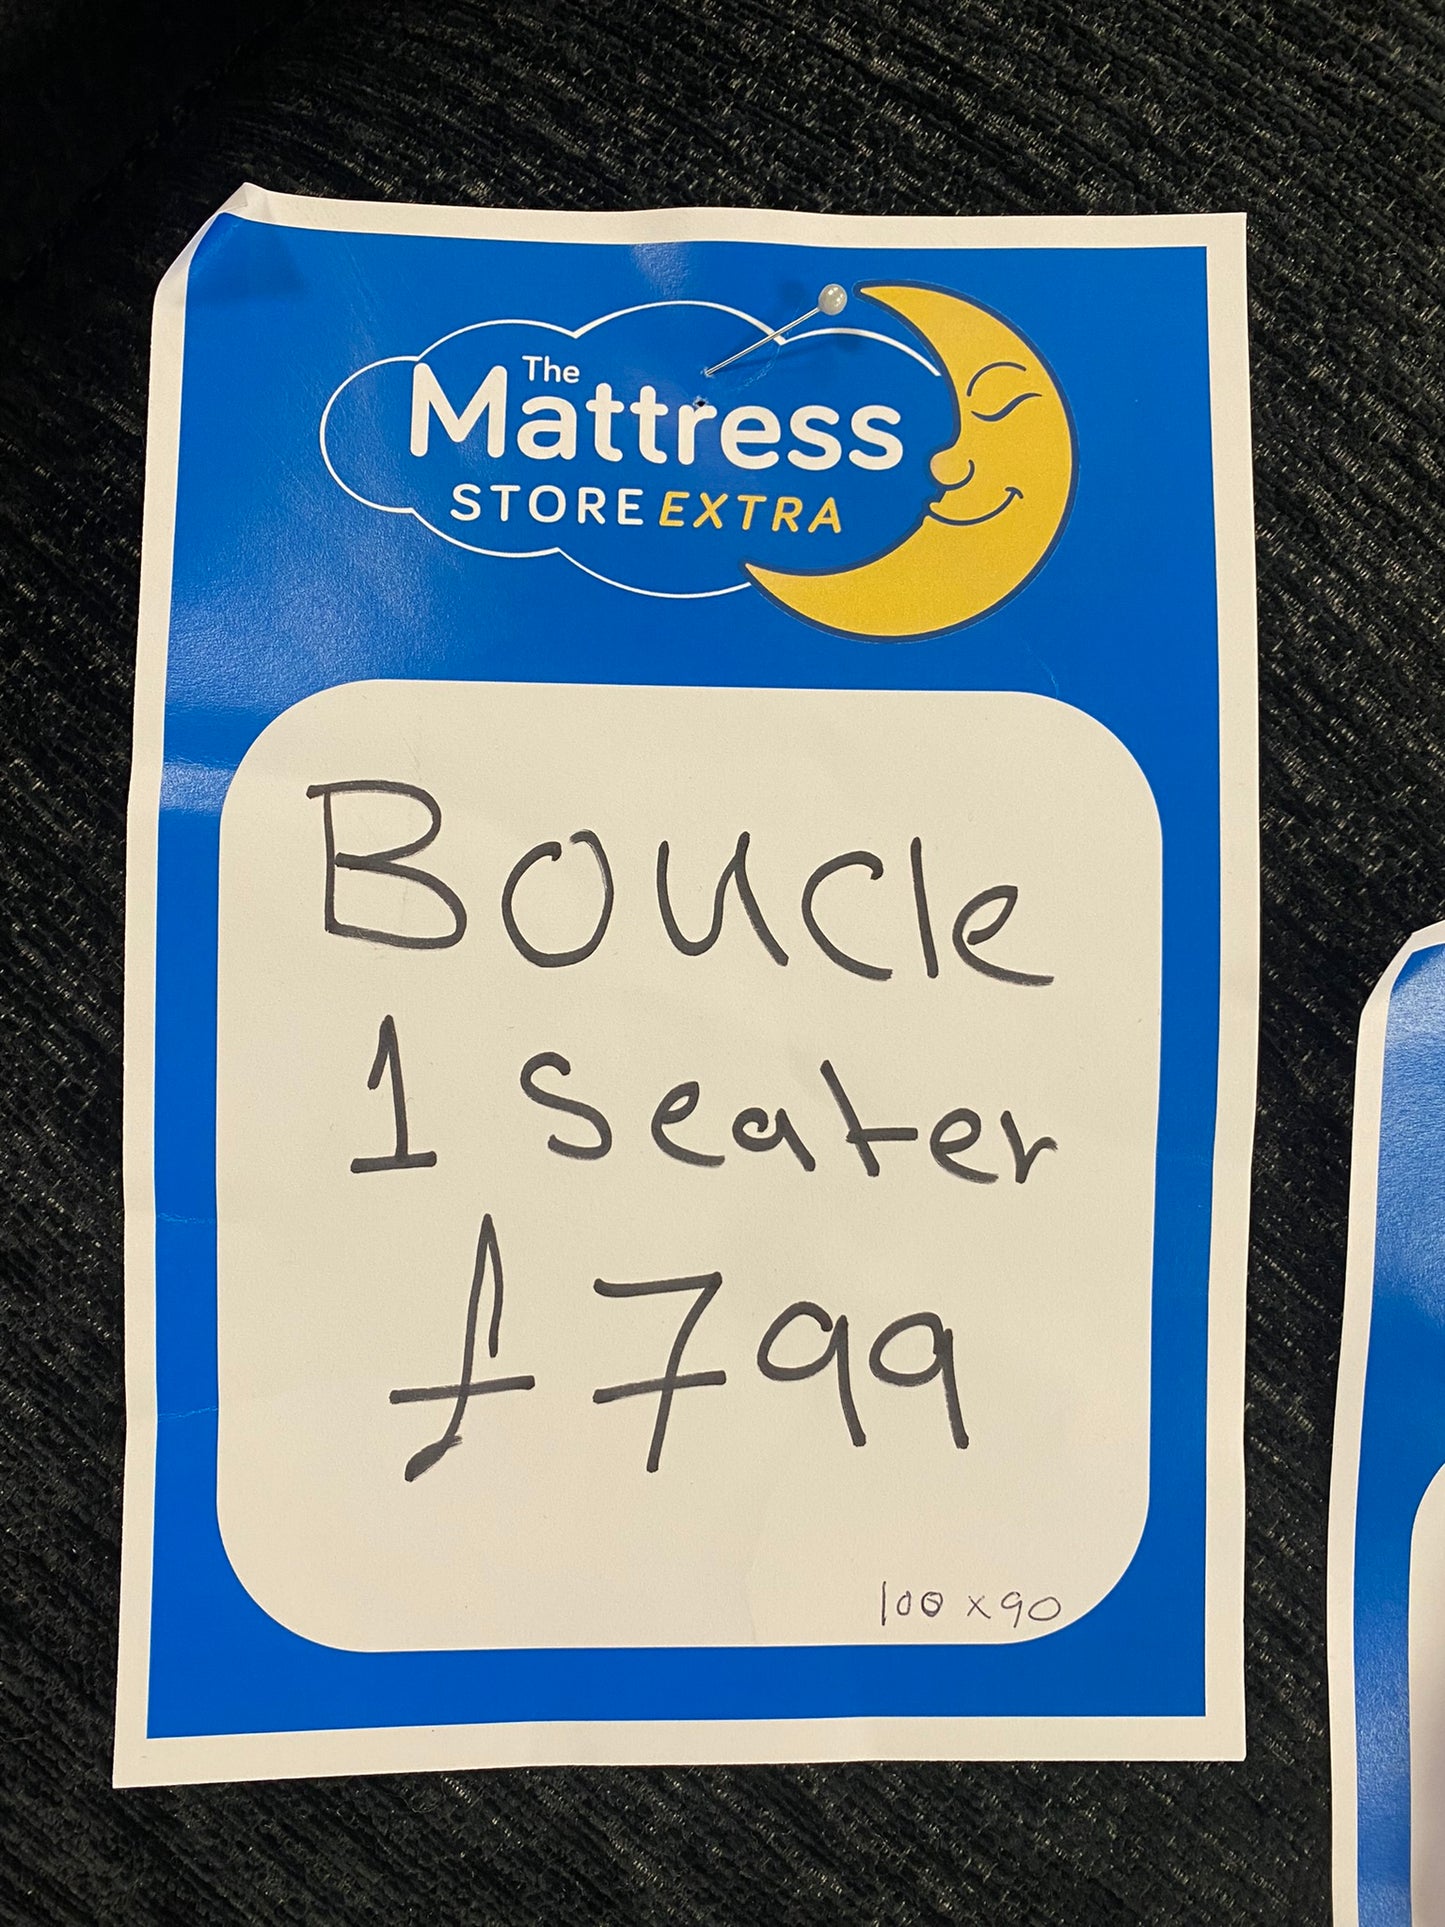 The
Mattress
STORE EXTRA
Boucle
1 Seater
£799
100 x 90